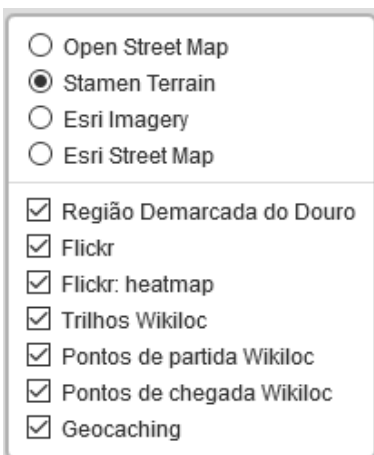 Open Street Map
Stamen Terrain
Esri Imagery
Esri Street Map
Região Demarcada do Douro
Flickr
Flickr: heatmap
Trilhos Wikiloc
Pontos de partida Wikiloc
Pontos de chegada Wikiloc
Geocaching